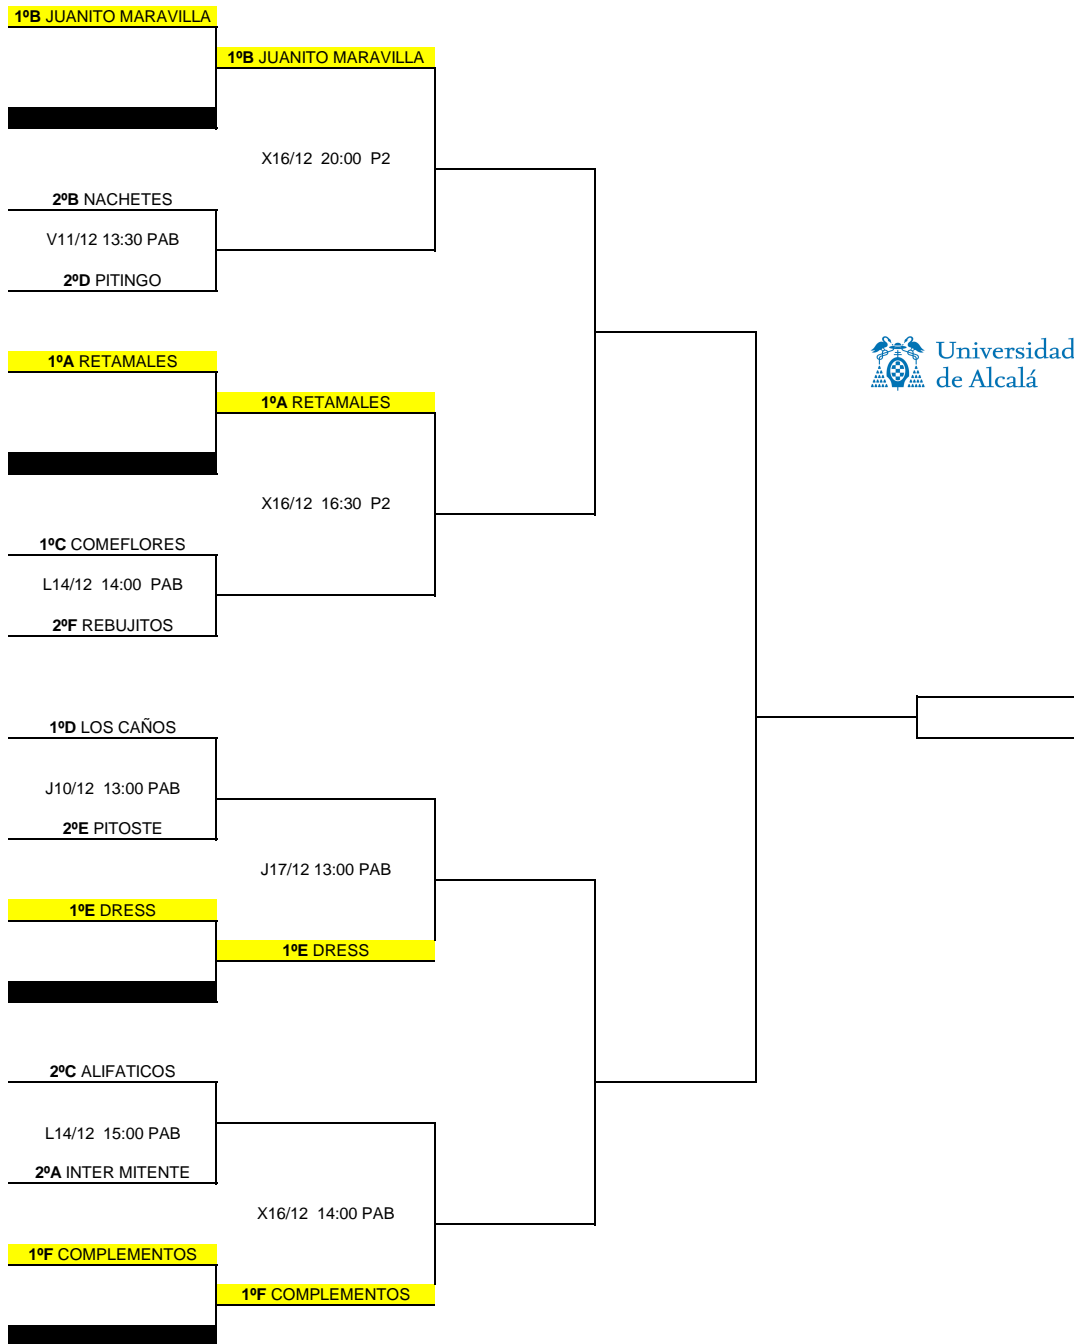 1ºB JUANITO MARAVILLA
1ºB JUANITO MARAVILLA
X16/12 20:00 P2
2ºB NACHETES
V11/12 13:30 PAB
2ºD PITINGO
Universidad
de Alcalá
1ºA RETAMALES
1ºA RETAMALES
X16/12 16:30 P2
1ºC COMEFLORES
L14/12 14:00 PAB
2ºF REBUJITOS
1ºD LOS CAÑOS
J10/12 13:00 PAB
2ºE PITOSTE
J17/12 13:00 PAB
1ºE DRESS
1ºE DRESS
2ºC ALIFATICOS
L14/12 15:00 PAB
2ºA INTER MITENTE
X16/12 14:00 PAB
1ºF COMPLEMENTOS
1ºF COMPLEMENTOS